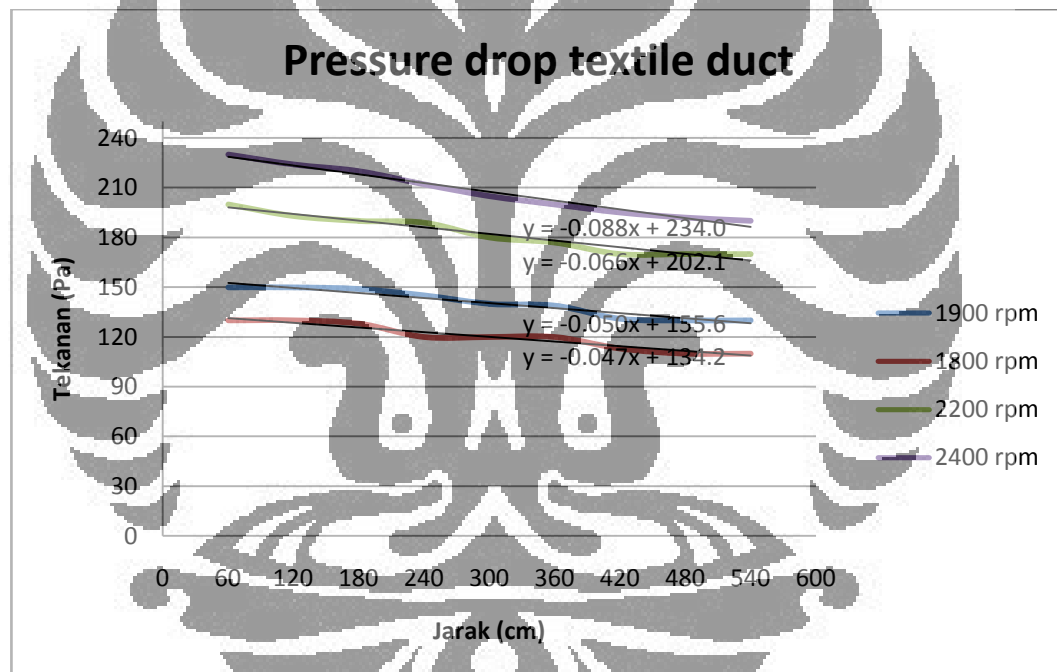 Pressure drop textile duct
240
210
180
150
120
90
60
30
0
Tekanan (Pa)
y = -0.088x + 234.0
y = -0.066x + 202.1
y = -0.050x + 155.6
y = -0.047x + 134.2
1900 rpm
1800 rpm
2200 rpm
2400 rpm
0 60 120 180 240 300 360 420 480 540 600
Jarak (cm)